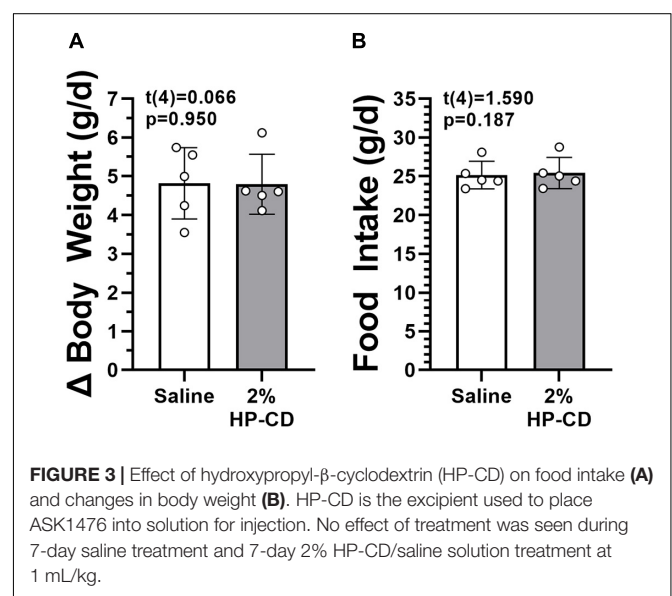 A
Δ Body Weight (g/d)
7
6
5
4
3
2
1
0
t(4)=0.066
p=0.950
Saline
2%
HP-CD
B
Food Intake (g/d)
35
30
25
20
15
10
5
0
t(4)=1.590
p=0.187
Saline
2%
HP-CD
FIGURE 3 | Effect of hydroxypropyl-β-cyclodextrin (HP-CD) on food intake (A)
and changes in body weight (B). HP-CD is the excipient used to place
ASK1476 into solution for injection. No effect of treatment was seen during
7-day saline treatment and 7-day 2% HP-CD/saline solution treatment at
1 mL/kg.